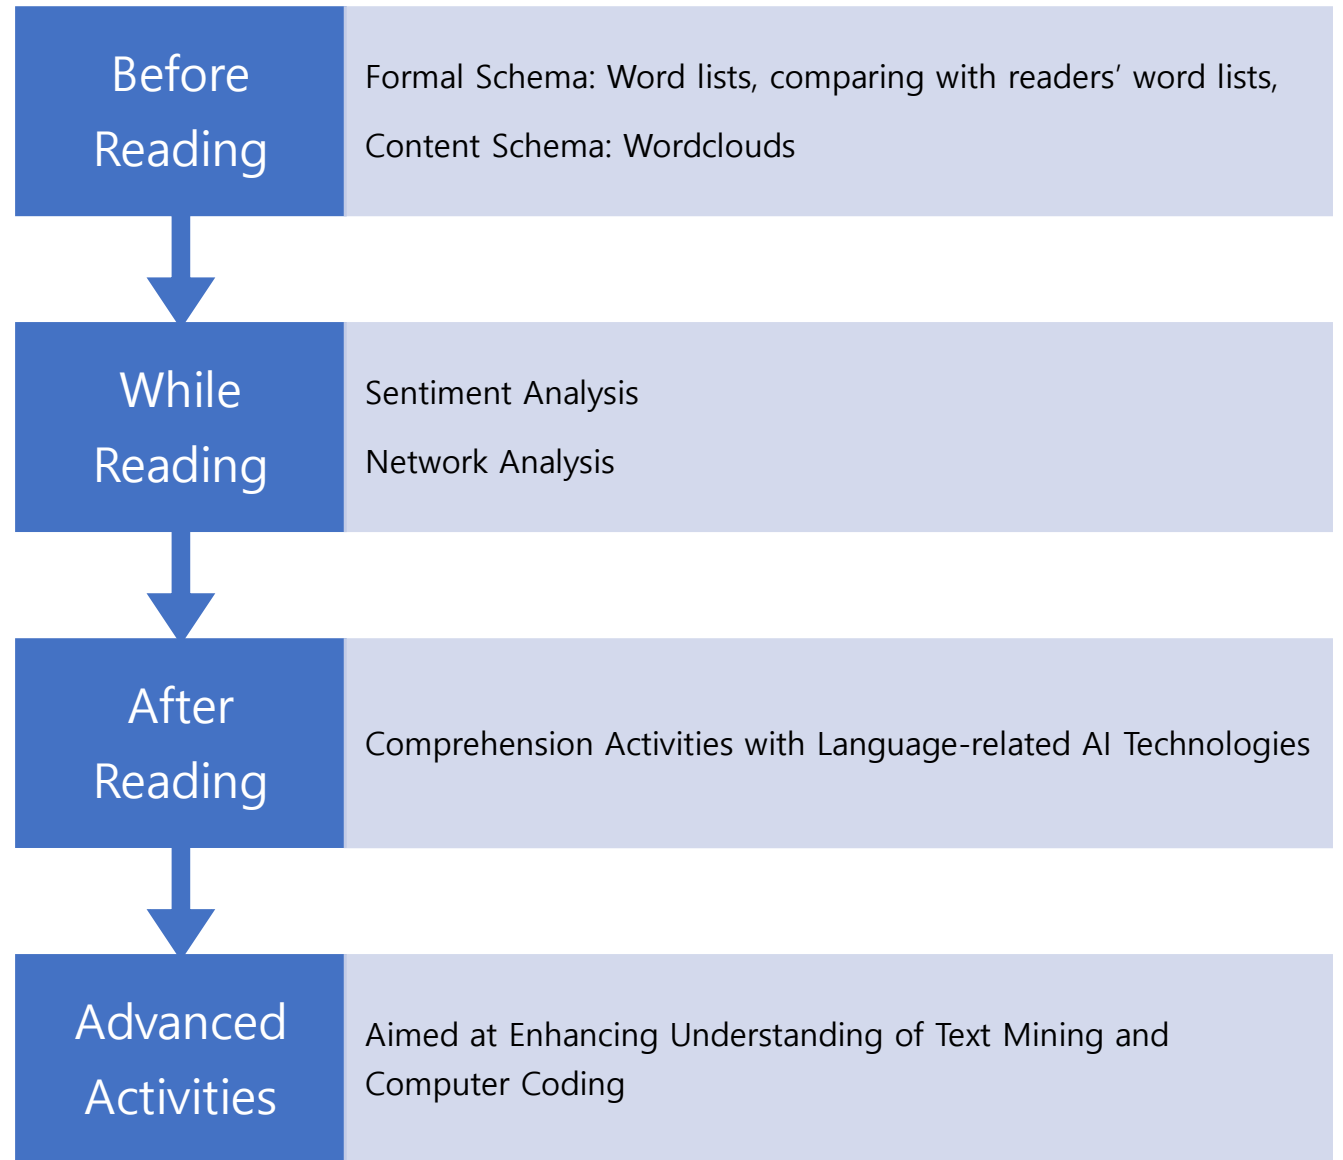 Before
Reading
Formal Schema: Word lists, comparing with readers’ word lists,
Content Schema: Wordclouds
While
Reading
Sentiment Analysis
Network Analysis
After
Reading
Comprehension Activities with Language-related AI Technologies
Advanced
Activities
Aimed at Enhancing Understanding of Text Mining and
Computer Coding